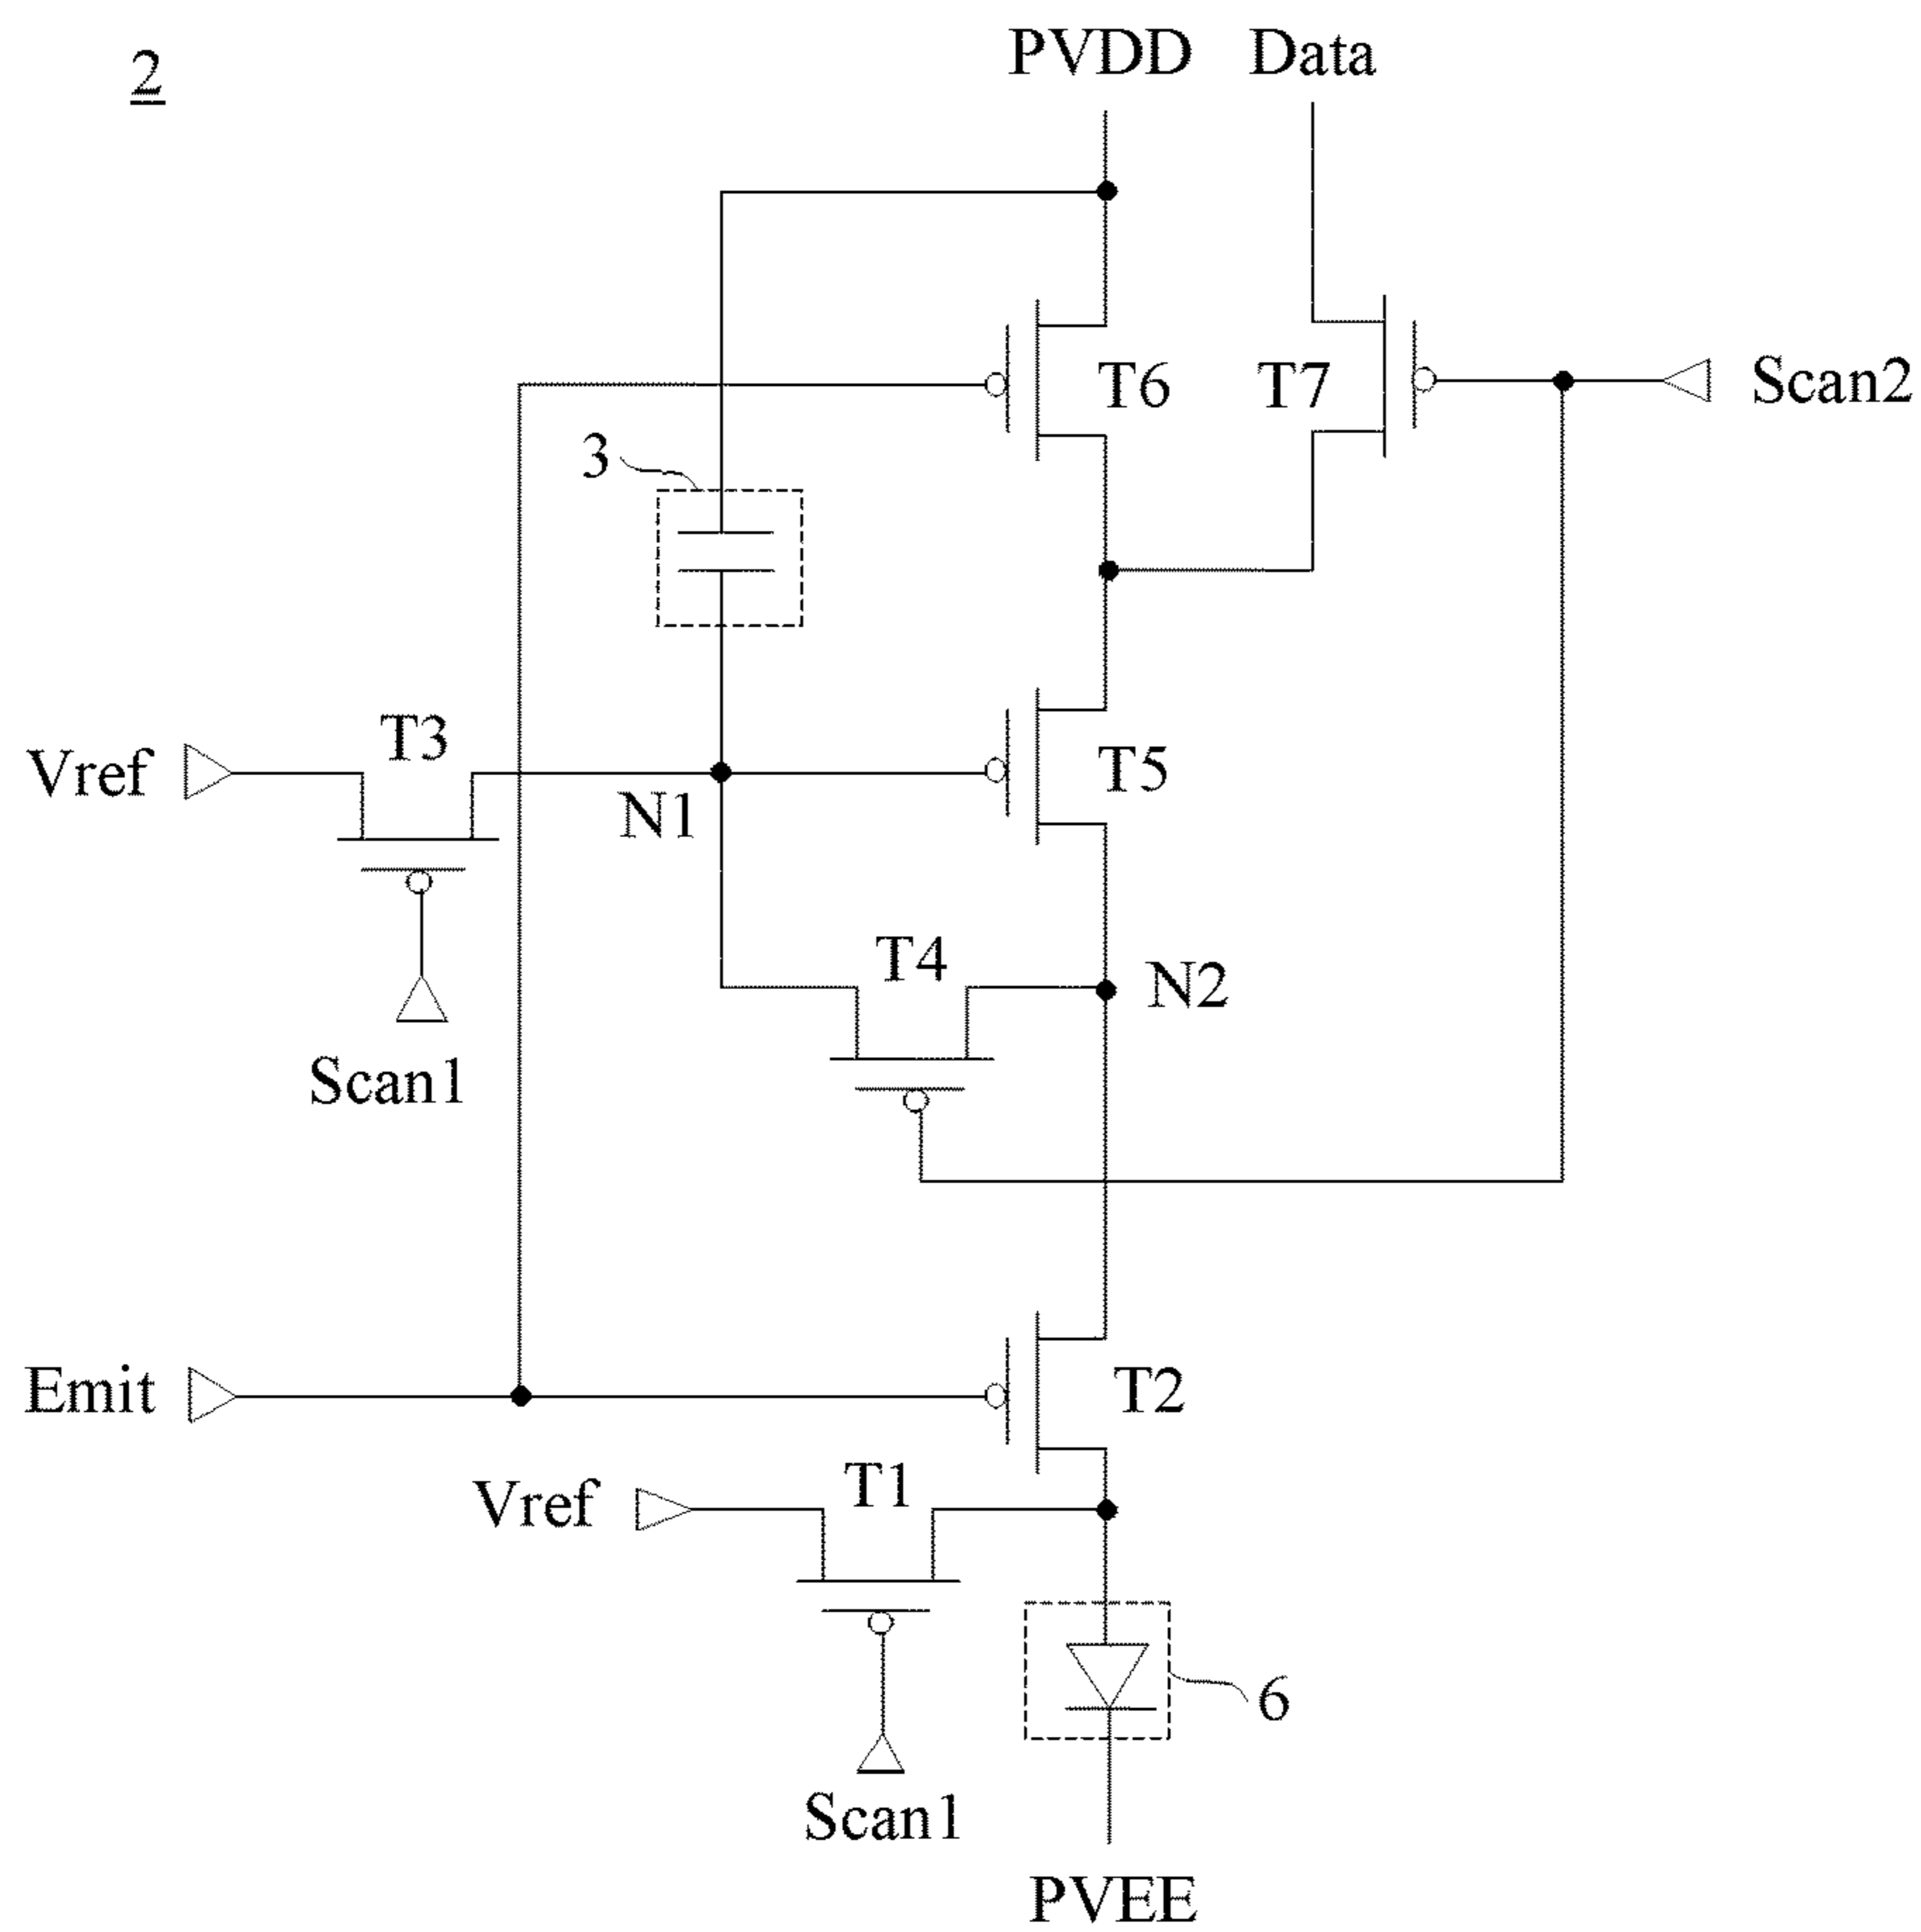 2
PVDD Data
T6 T7 Scan2
3
Vref T3
N1 T5
T4 N2
Scan1
Emit T2
Vref T1
6
Scan1
PVEE